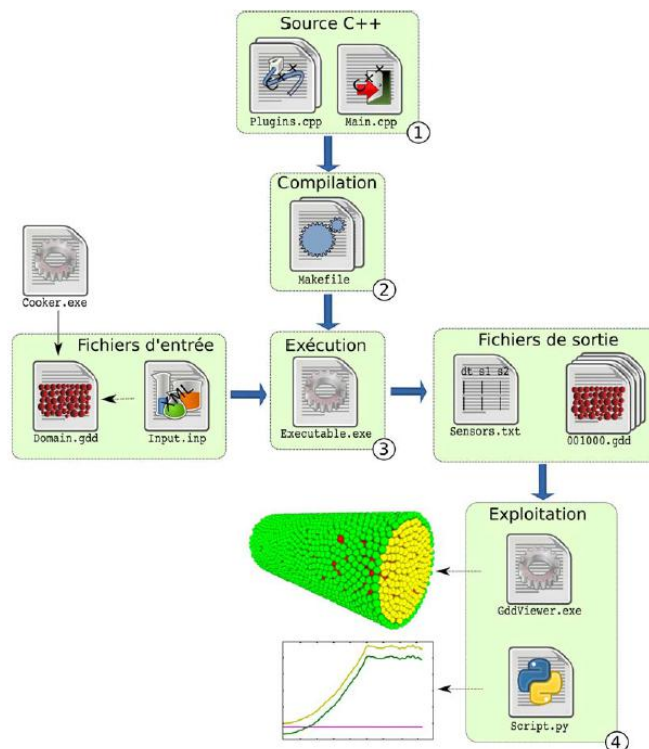 Source C++
C++
Plugins.cpp
Main.cpp
1
Compilation
Makefile
2
Cooker.exe
Fichiers d'entrée
Domain.gdd
XML
Input.inp
Exécution
Executable.exe
3
Fichiers de sortie
dt s1 s2
Sensors.txt
001000.gdd
Exploitation
GddViewer.exe
Script.py
4